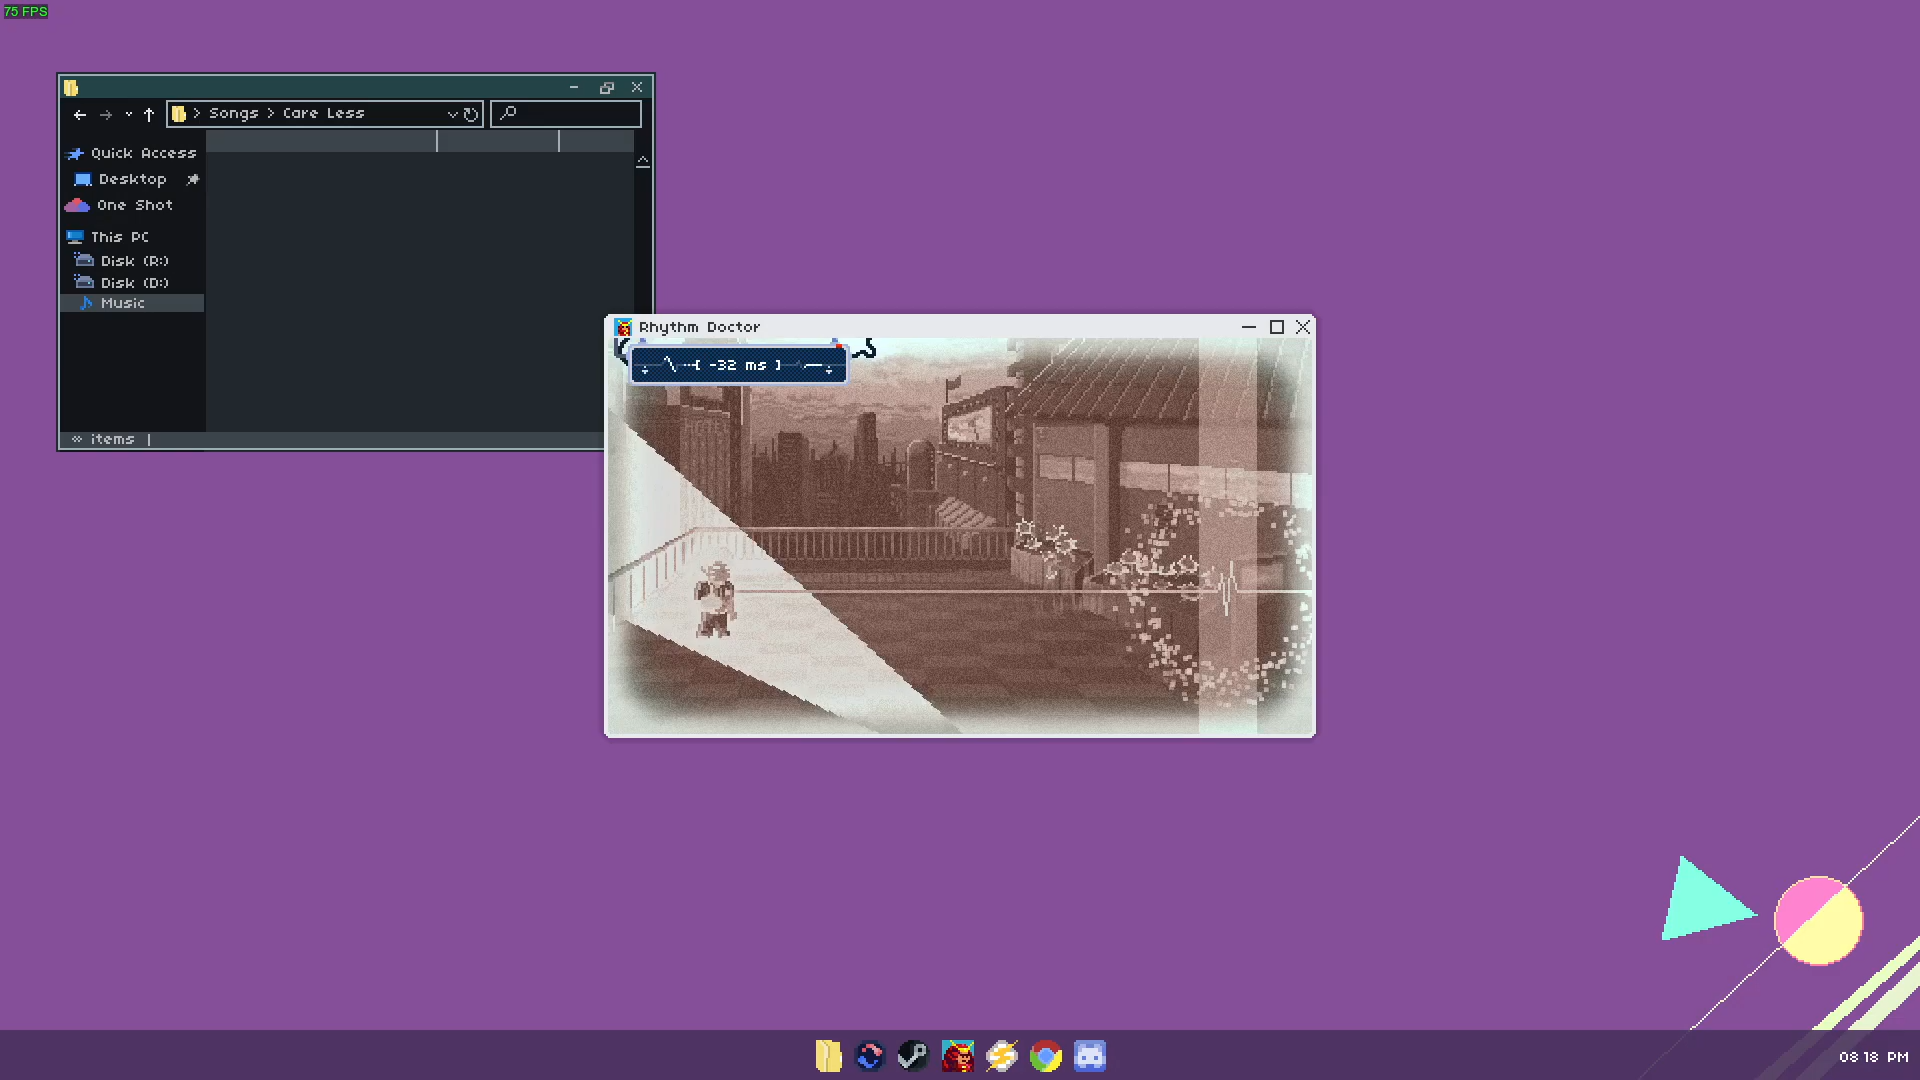 75 FPS
Songs > Care Less
Quick Access
Desktop
One Shot
This PC
Disk (R:)
Disk (D:)
Music
∞ items |
Rhythm Doctor
[ -32 ms ]
08 18 PM